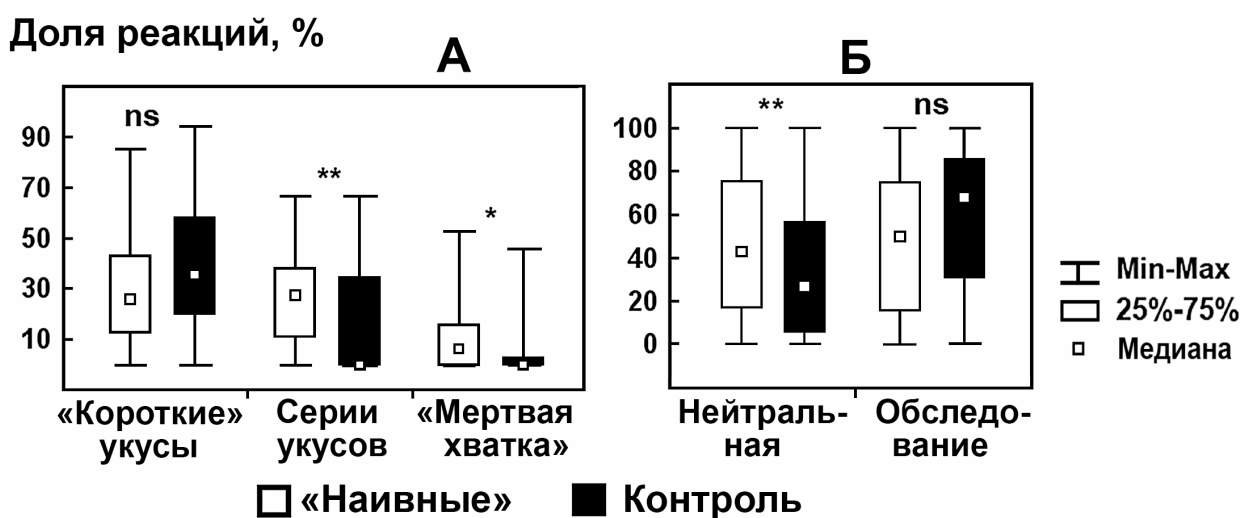 Доля реакций, %
А
Б
ns
**
*
**
ns
90
70
50
30
10
100
80
60
40
20
0
«Короткие» укусы
Серии укусов
«Мертвая хватка»
Нейтраль-
ная
Обследо-
вание
Min-Max
25%-75%
Медиана
«Наивные»
Контроль